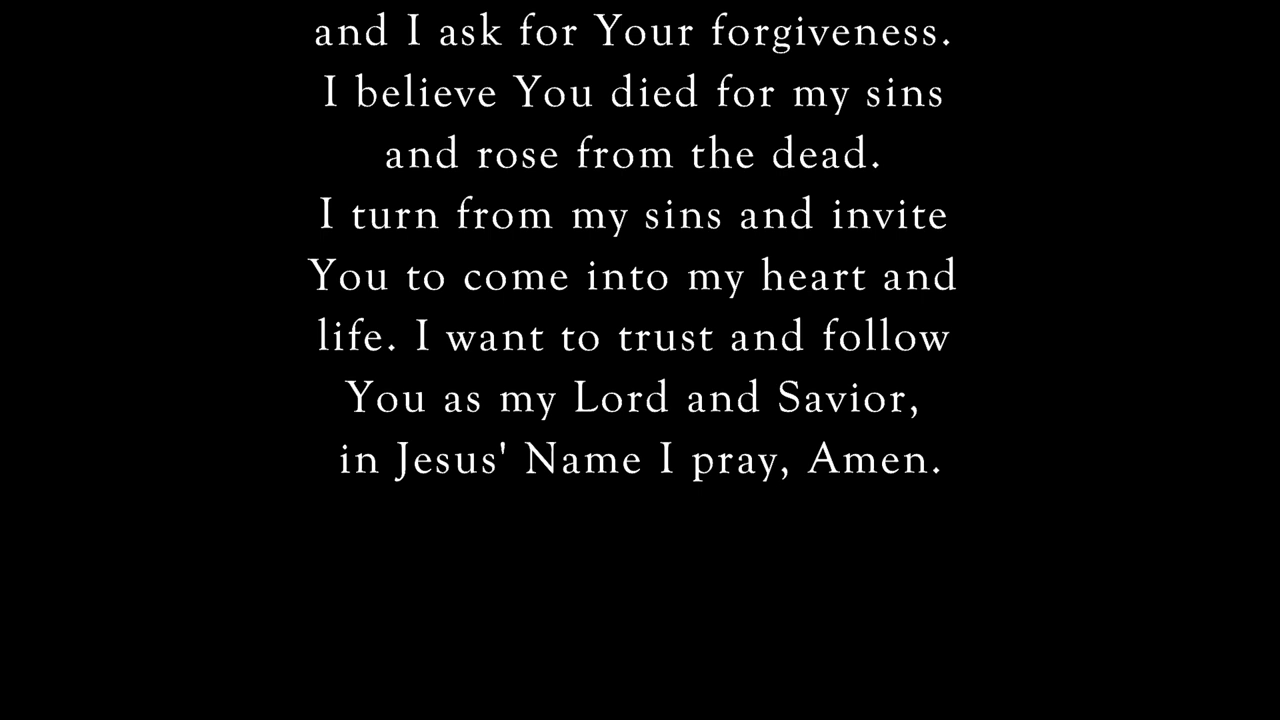 and I ask for Your forgiveness.
I believe You died for my sins
and rose from the dead.
I turn from my sins and invite
You to come into my heart and
life. I want to trust and follow
You as my Lord and Savior,
in Jesus' Name I pray, Amen.